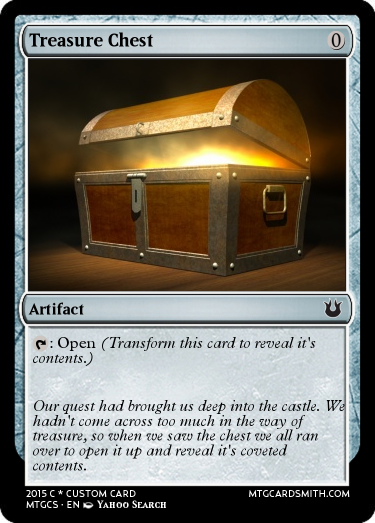 Treasure Chest 0
Artifact
: Open (Transform this card to reveal it's
contents.)
Our quest had brought us deep into the castle. We
hadn't come across too much in the way of
treasure, so when we saw the chest we all ran
over to open it up and reveal it's coveted
contents.
2015 C * CUSTOM CARD MTGCARDSMITH.COM
MTGCS · EN Yahoo Search